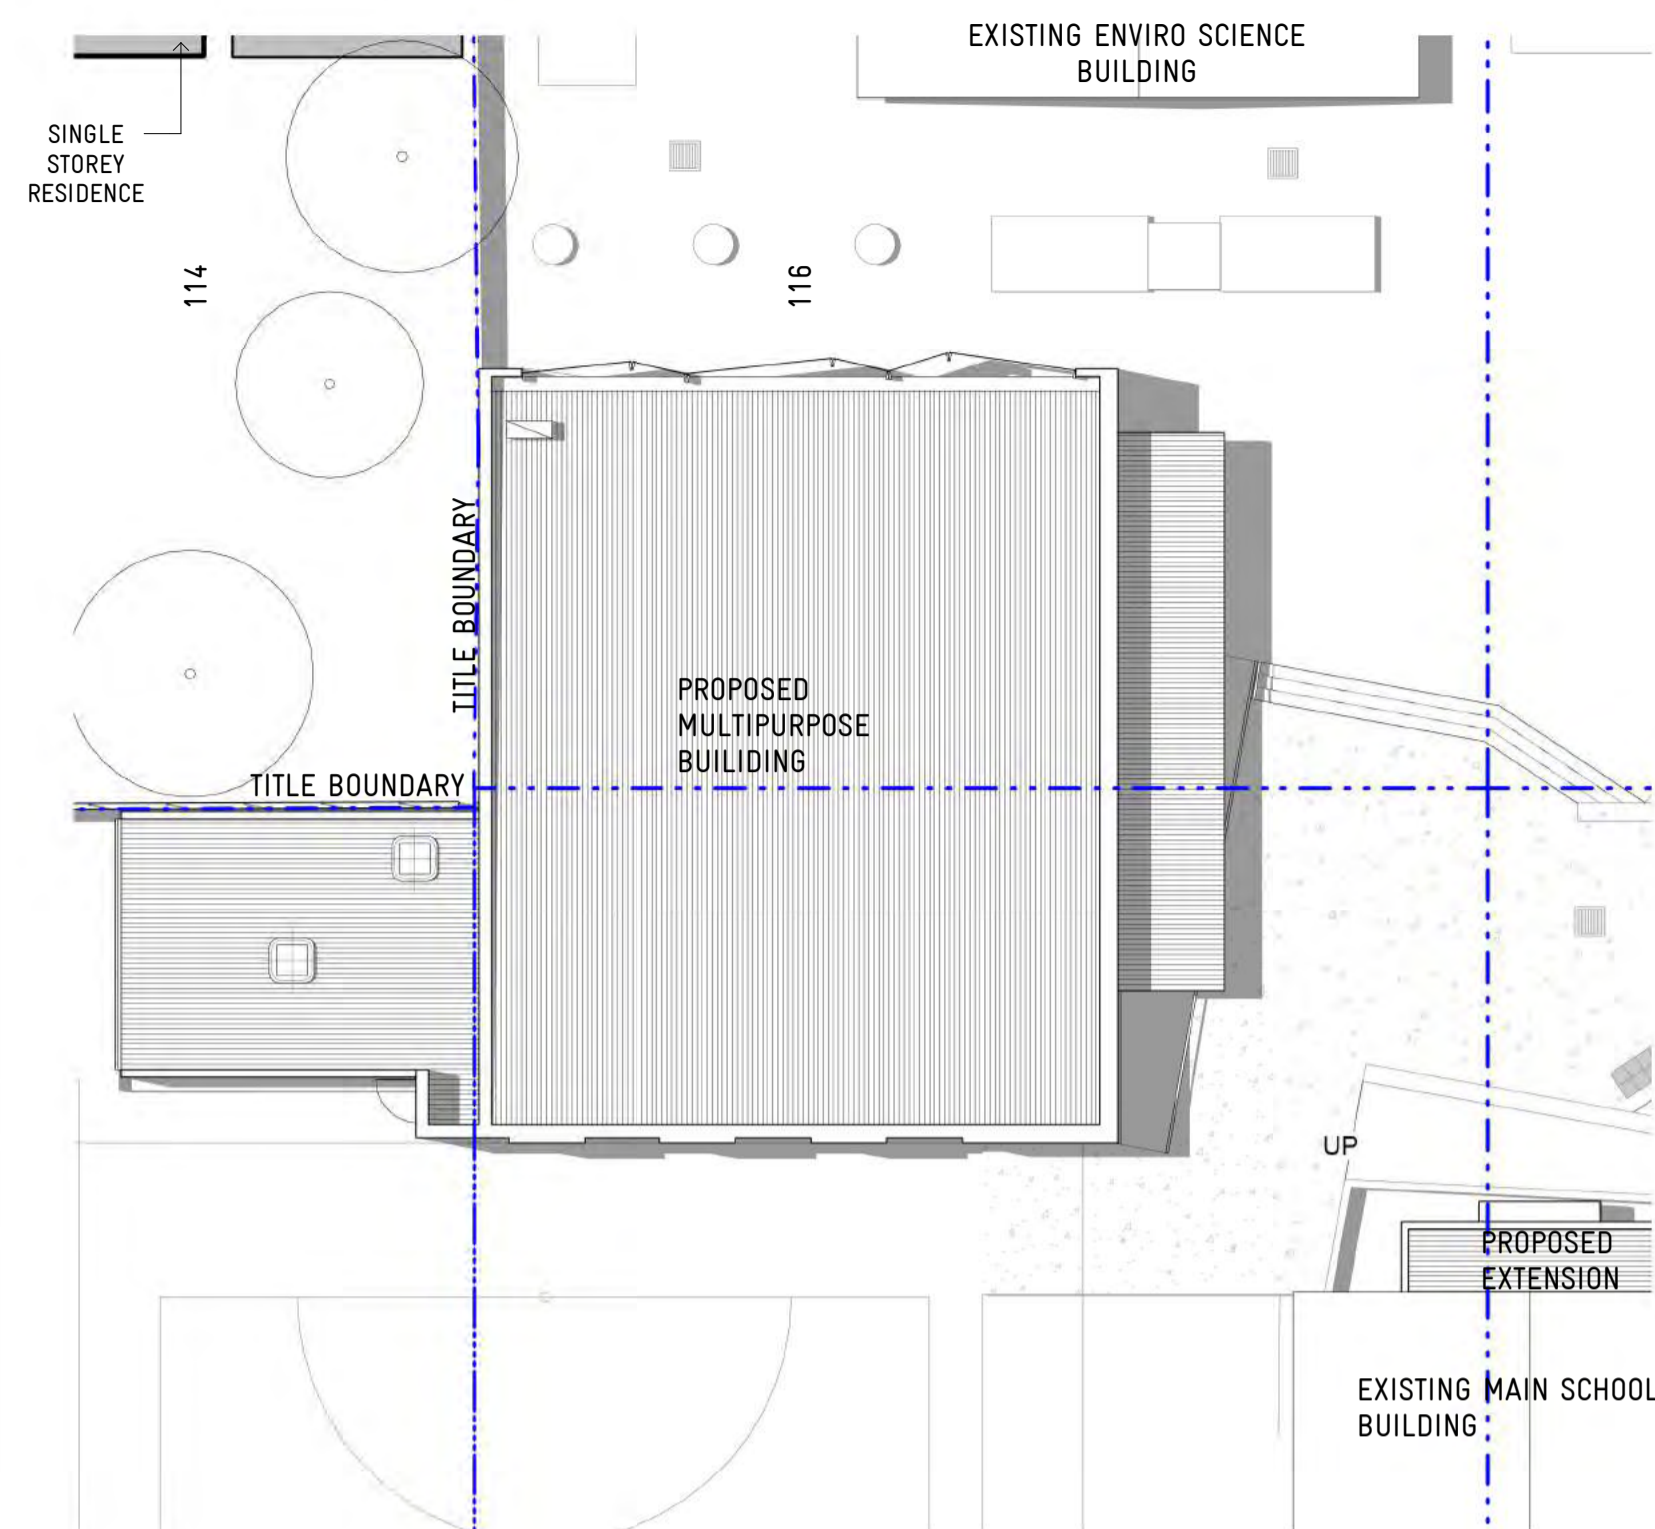 EXISTING ENVIRO SCIENCE
BUILDING
SINGLE
STOREY
RESIDENCE
114
116
TITLE BOUNDARY
PROPOSED
MULTIPURPOSE
BUILIDING
TITLE BOUNDARY
UP
PROPOSED
EXTENSION
EXISTING MAIN SCHOOL
BUILDING